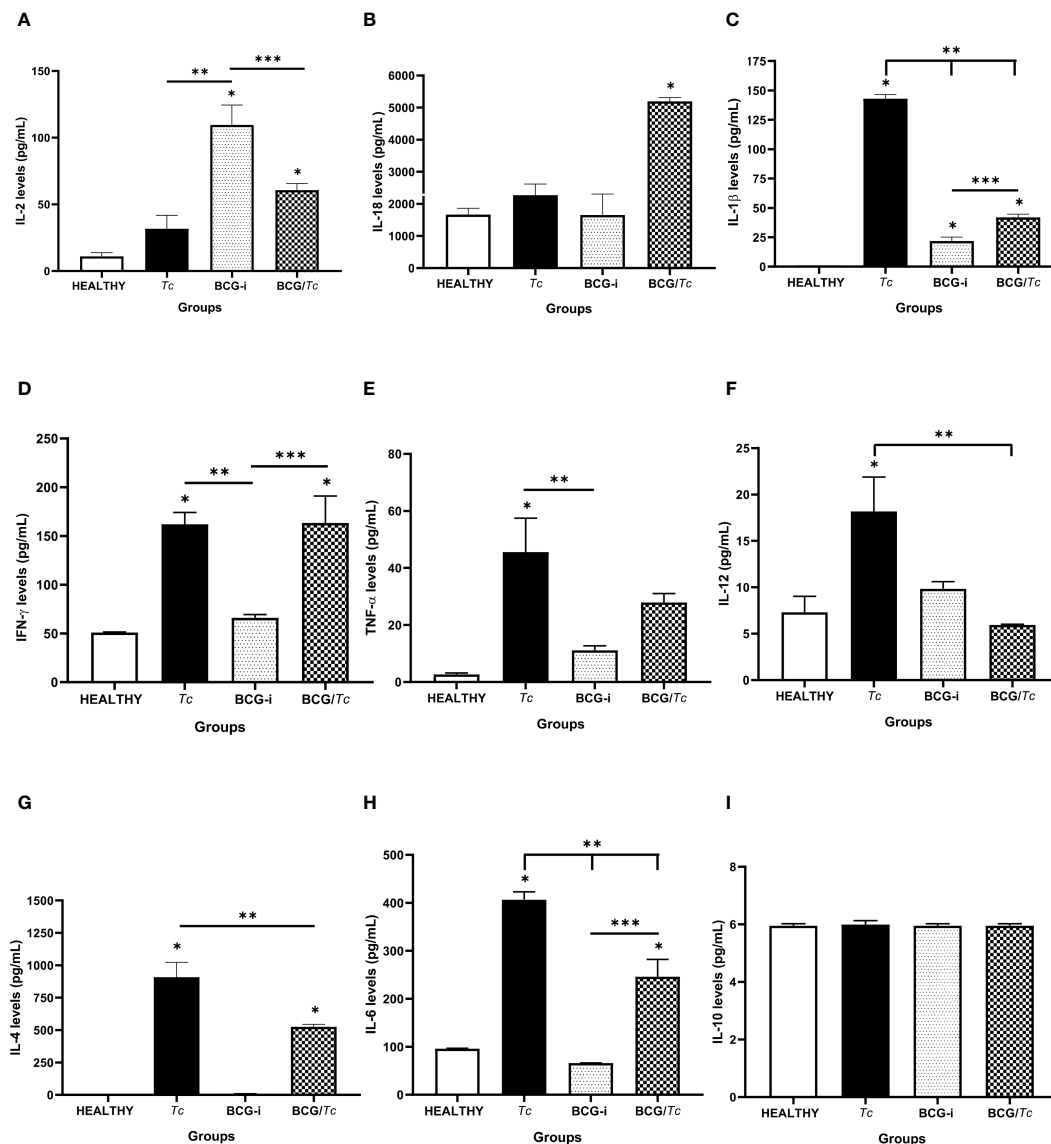 A
IL-2 levels (pg/mL)
150
100
50
0
** ***
* *
HEALTHY Tc BCG-i BCG/Tc
Groups
B
IL-18 levels (pg/mL)
6000
5000
4000
3000
2000
1000
0
*
HEALTHY Tc BCG-i BCG/Tc
Groups
C
IL-1β levels (pg/mL)
175
150
125
100
75
50
25
0
**
*
***
* *
HEALTHY Tc BCG-i BCG/Tc
Groups
D
IFN-γ levels (pg/mL)
250
200
150
100
50
0
** ***
* *
HEALTHY Tc BCG-i BCG/Tc
Groups
E
TNF-α levels (pg/mL)
80
60
40
20
0
**
*
HEALTHY Tc BCG-i BCG/Tc
Groups
F
IL-12 (pg/mL)
25
20
15
10
5
0
**
*
HEALTHY Tc BCG-i BCG/Tc
Groups
G
IL-4 levels (pg/mL)
1500
1250
1000
750
500
250
0
**
* *
HEALTHY Tc BCG-i BCG/Tc
Groups
H
IL-6 levels (pg/mL)
500
400
300
200
100
0
**
*
***
*
HEALTHY Tc BCG-i BCG/Tc
Groups
I
IL-10 levels (pg/mL)
8
6
4
2
0
HEALTHY Tc BCG-i BCG/Tc
Groups